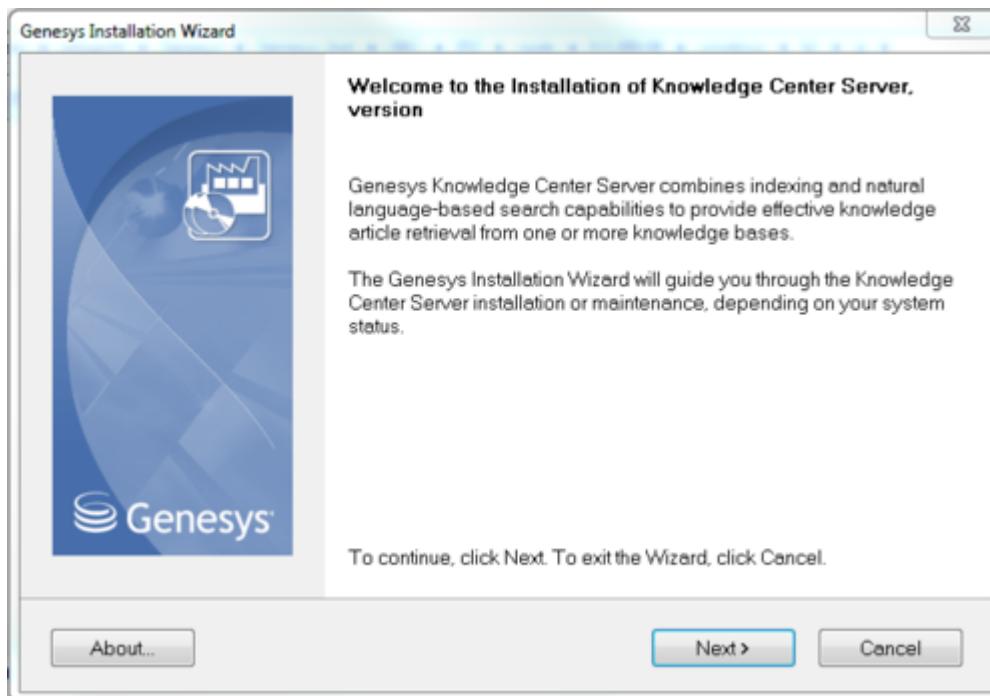 Genesys Installation Wizard
Welcome to the Installation of Knowledge Center Server,
version
Genesys Knowledge Center Server combines indexing and natural
language-based search capabilities to provide effective knowledge
article retrieval from one or more knowledge bases.
The Genesys Installation Wizard will guide you through the Knowledge
Center Server installation or maintenance, depending on your system
status.
Genesys
To continue, click Next. To exit the Wizard, click Cancel.
About...
Next >
Cancel